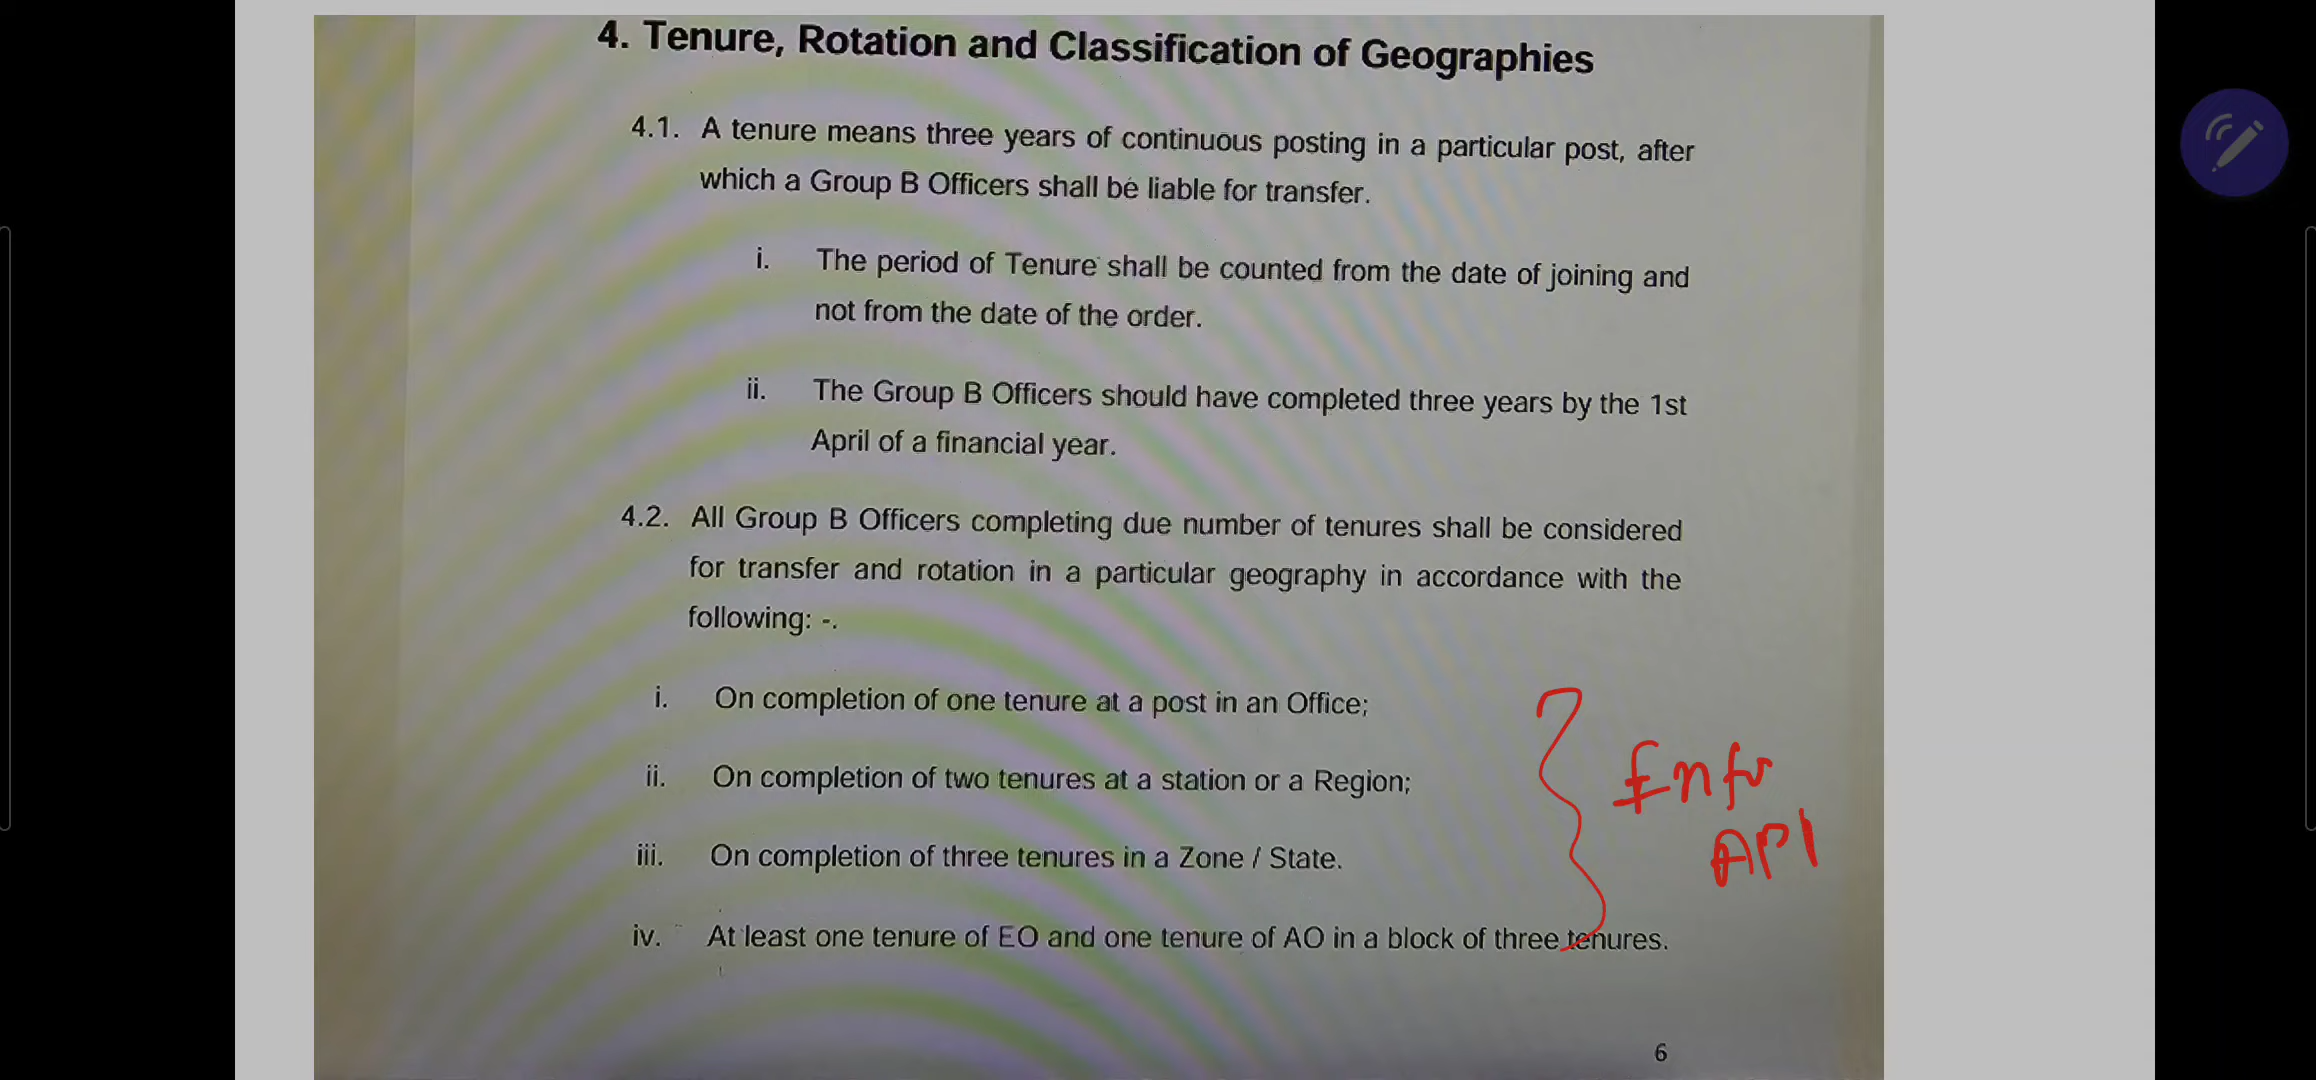 4. Tenure, Rotation and Classification of Geographies
4.1. A tenure means three years of continuous posting in a particular post, after
which a Group B Officers shall be liable for transfer.
i. The period of Tenure shall be counted from the date of joining and
not from the date of the order.
ii. The Group B Officers should have completed three years by the 1st
April of a financial year.
4.2. All Group B Officers completing due number of tenures shall be considered
for transfer and rotation in a particular geography in accordance with the
following: -.
i. On completion of one tenure at a post in an Office;
ii. On completion of two tenures at a station or a Region;
iii. On completion of three tenures in a Zone / State.
iv. At least one tenure of EO and one tenure of AO in a block of three tenures.
6